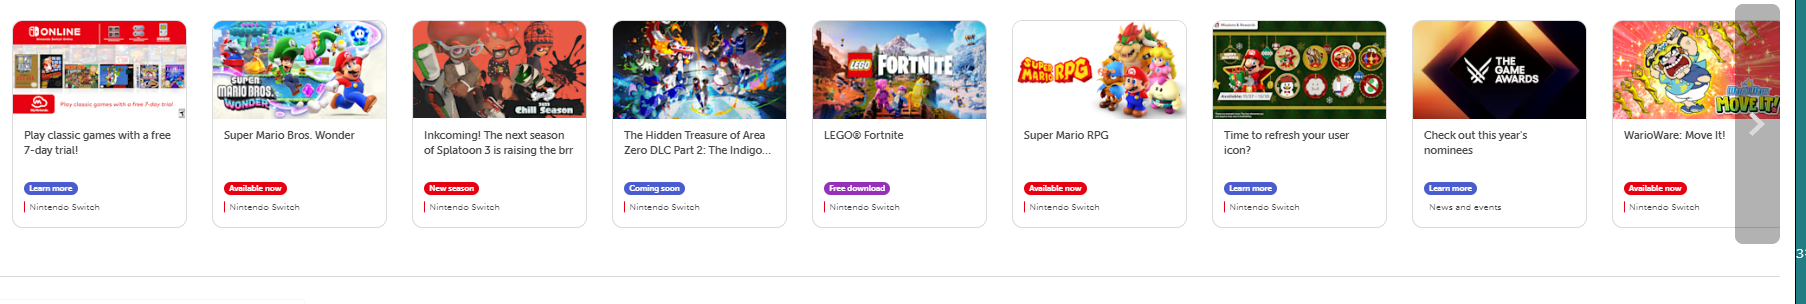 ONLINE
Play classic games with a free 7-day trial!
Play classic games with a free
7-day trial!
Learn more
Nintendo Switch
SUPER
MARIO BROS.
WONDER
Super Mario Bros. Wonder
Available now
Nintendo Switch
Chill Season
Inkcoming! The next season
of Splatoon 3 is raising the brr
New season
Nintendo Switch
The Hidden Treasure of Area
Zero DLC Part 2: The Indigo...
Coming soon
Nintendo Switch
LEGO FORTNITE
LEGO® Fortnite
Free download
Nintendo Switch
SUPER
MARIO RPG
Super Mario RPG
Available now
Nintendo Switch
Missions & Rewards
Time to refresh your user
icon?
Learn more
Nintendo Switch
THE
GAME
AWARDS
Check out this year's
nominees
Learn more
News and events
WarioWare
MOVE IT!
WarioWare: Move It!
Available now
Nintendo Switch